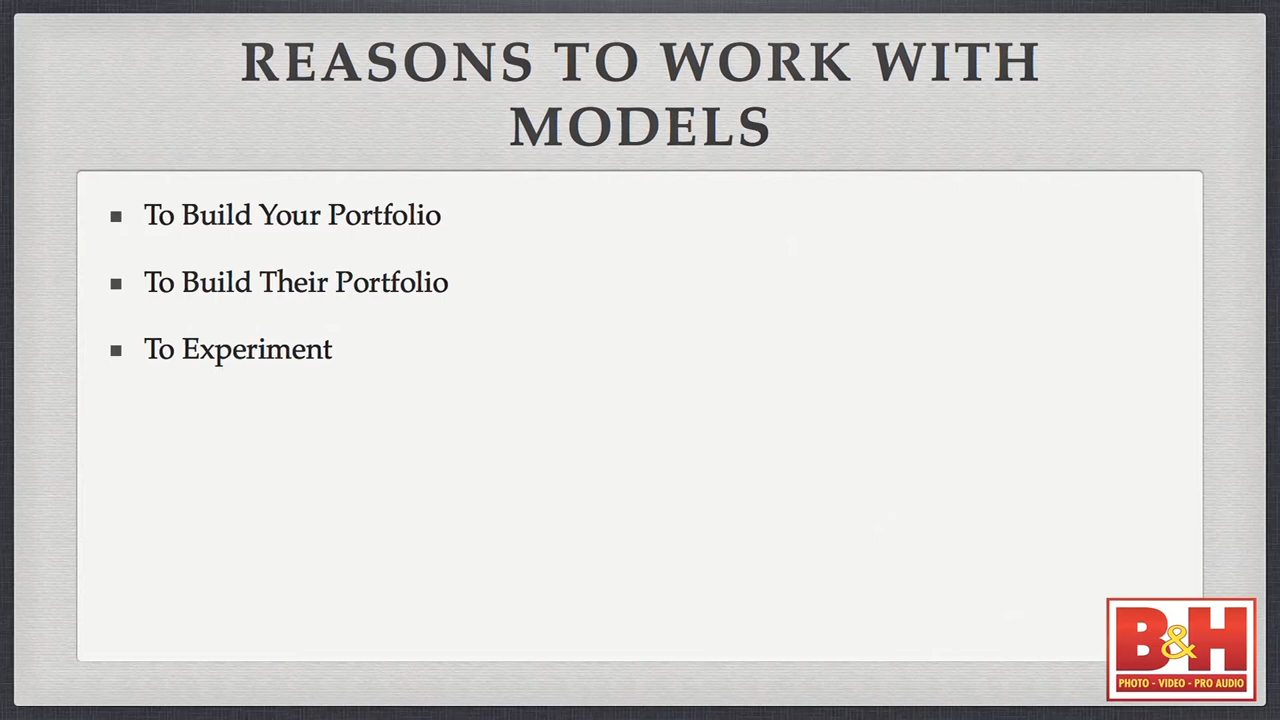 REASONS TO WORK WITH
MODELS
To Build Your Portfolio
To Build Their Portfolio
To Experiment
B&H
PHOTO - VIDEO - PRO AUDIO